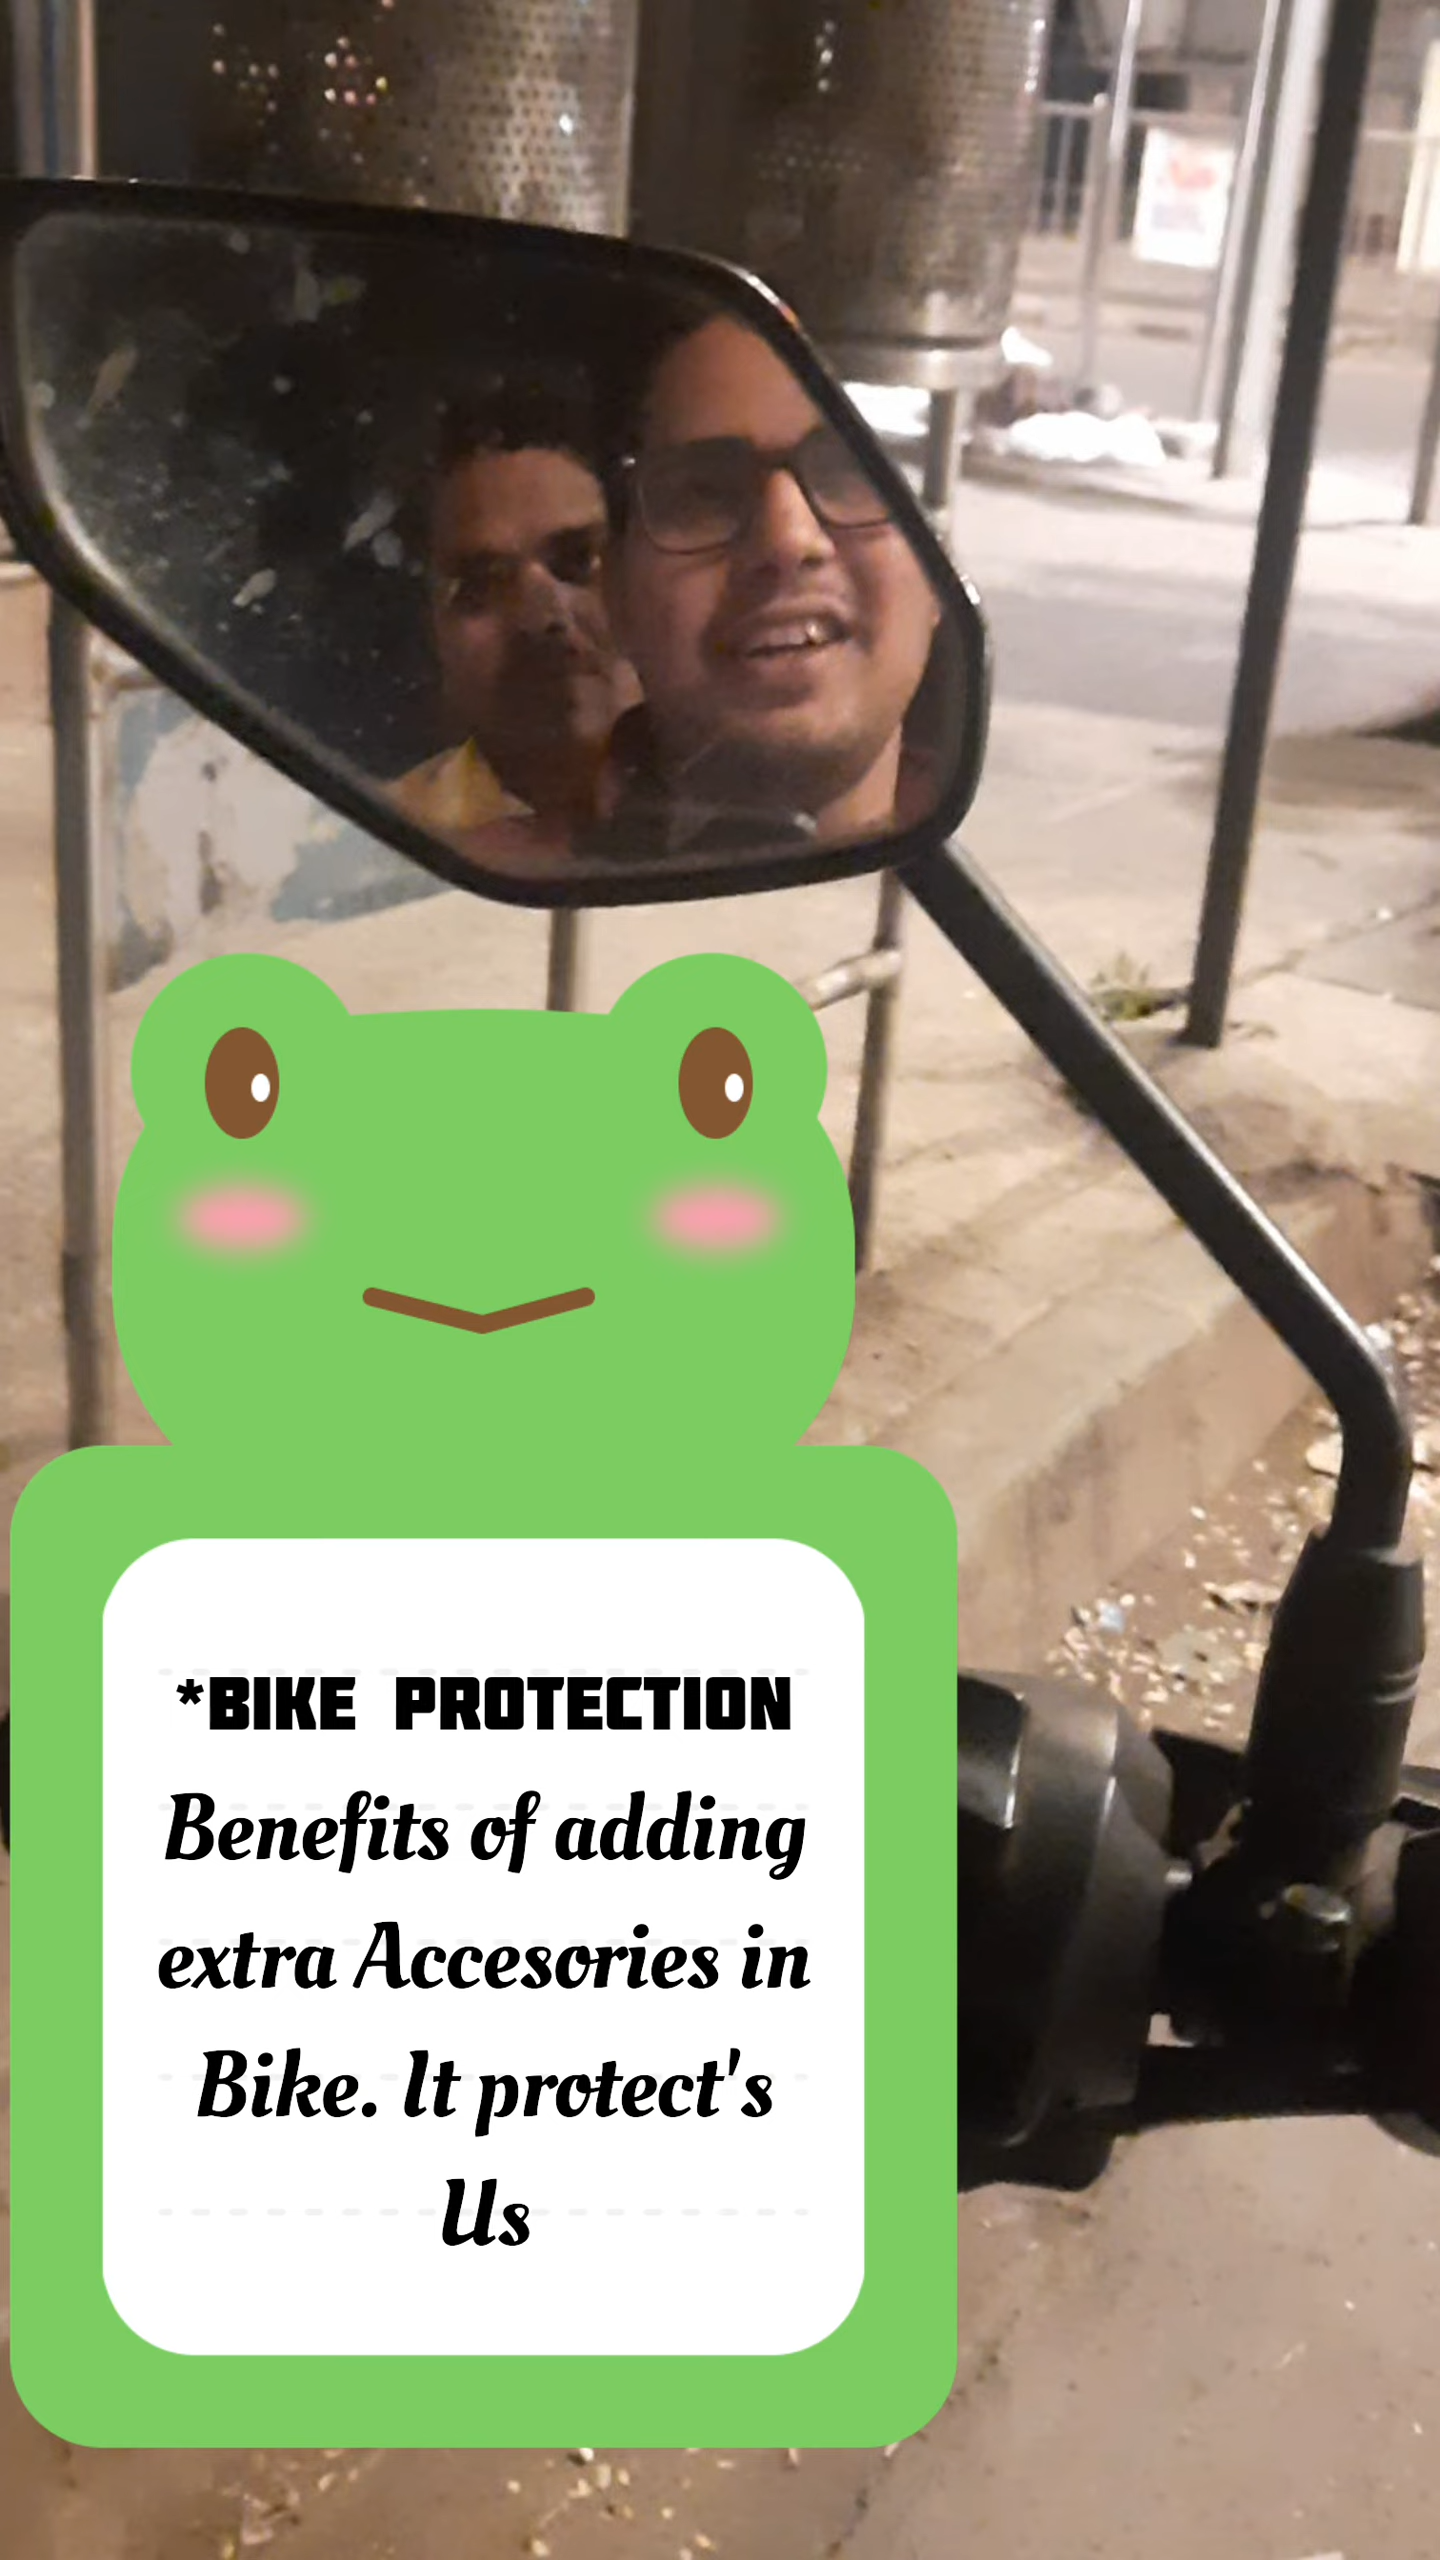 *BIKE PROTECTION
Benefits of adding
extra Accesories in
Bike. It protect's
Us